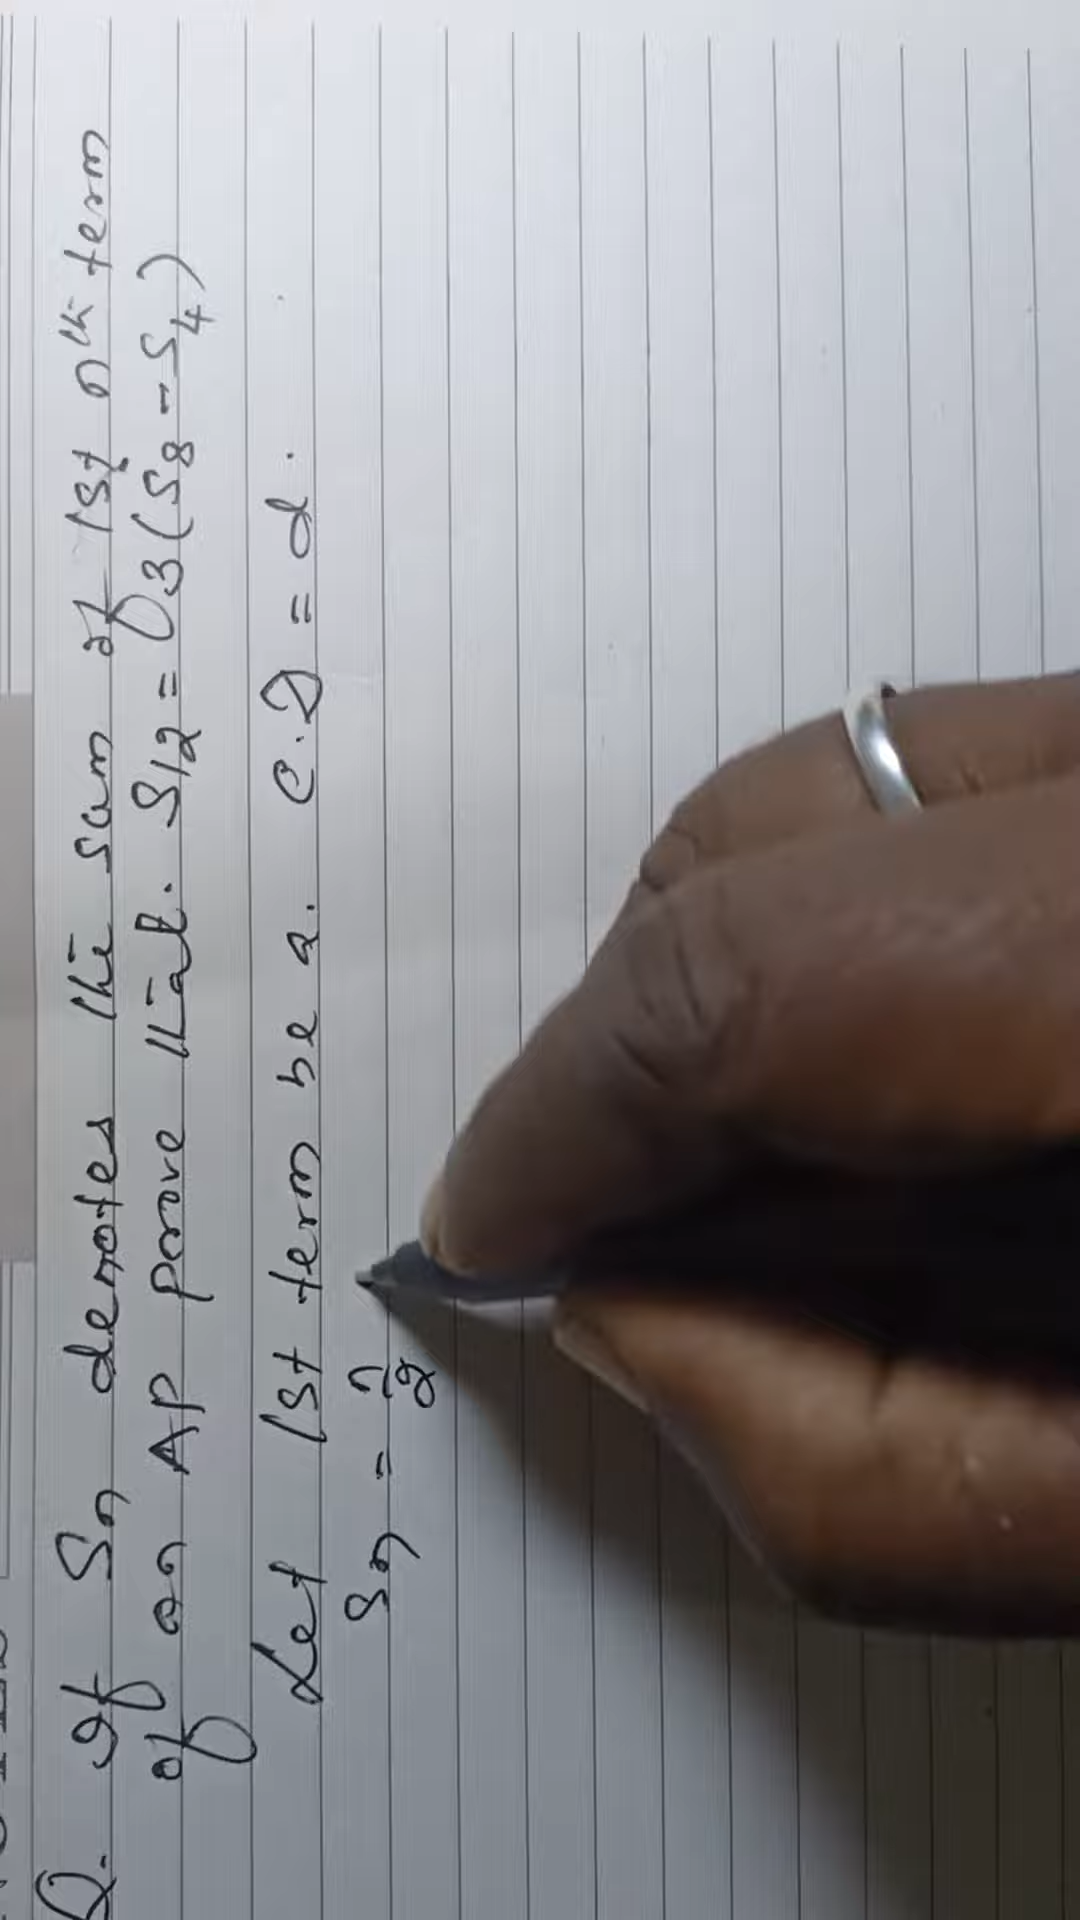 Q. If Sn denotes the sum of 1st nth term
of an AP prove that. S12 = 3(S8 - S4)
Let 1st term be a. C.D = d.
Sn = n/2